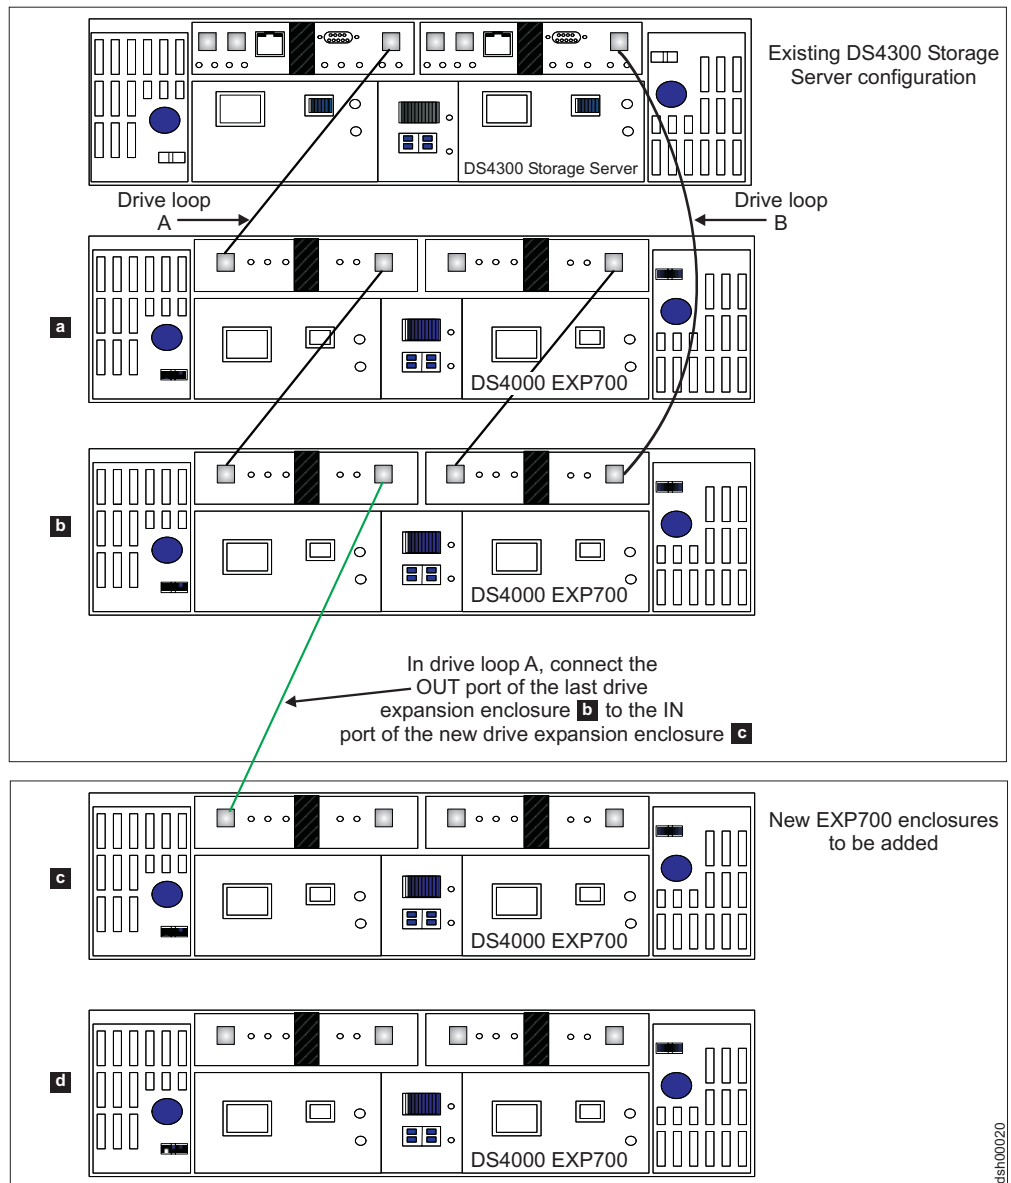 Existing DS4300 Storage
Server configuration
DS4300 Storage Server
Drive loop
A
Drive loop
B
a
DS4000 EXP700
b
DS4000 EXP700
In drive loop A, connect the
OUT port of the last drive
expansion enclosure b to the IN
port of the new drive expansion enclosure c
New EXP700 enclosures
to be added
c
DS4000 EXP700
d
DS4000 EXP700
dsh00020